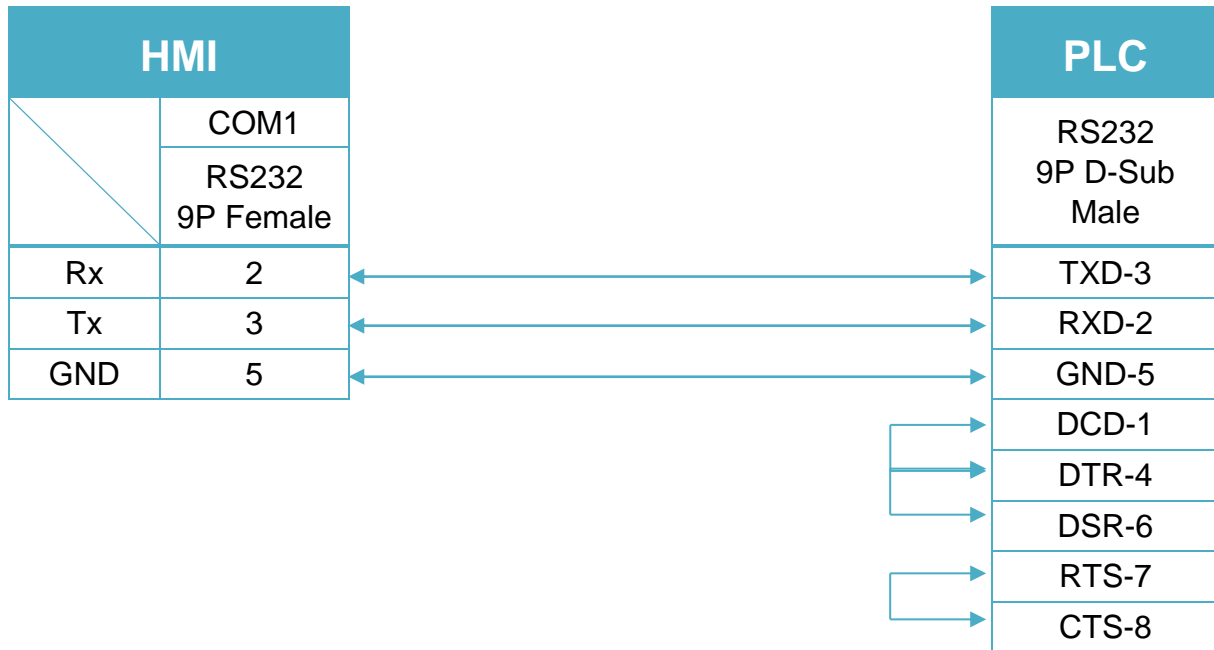 HMI
PLC
COM1
RS232
9P Female
RS232
9P D-Sub
Male
Rx 2 TXD-3
Tx 3 RXD-2
GND 5 GND-5
DCD-1
DTR-4
DSR-6
RTS-7
CTS-8